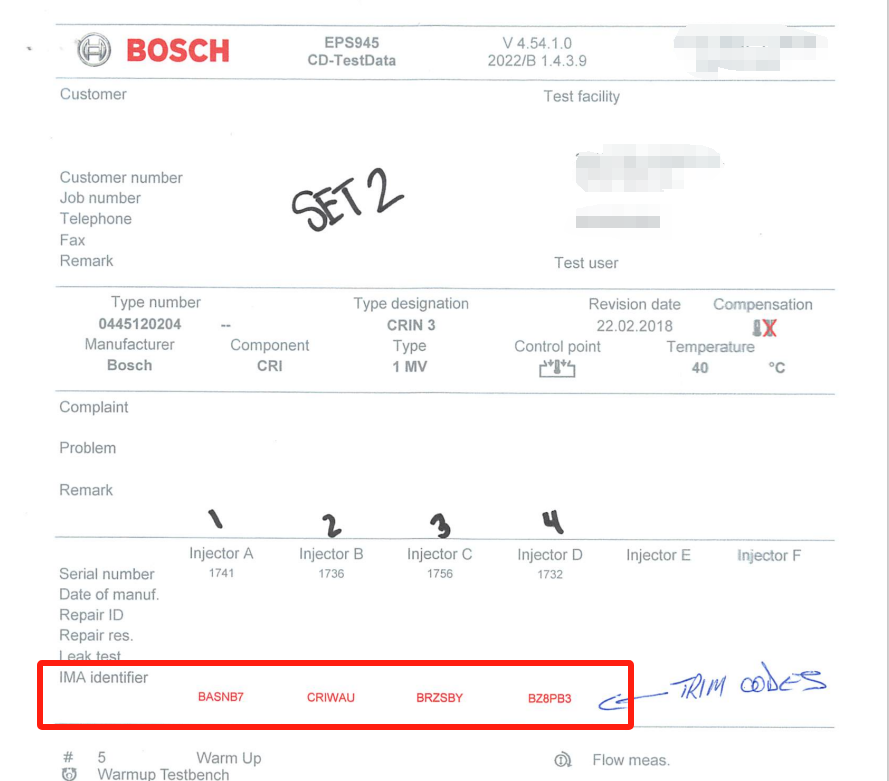 BOSCH EPS945 V 4.54.1.0
CD-TestData 2022/B 1.4.3.9
Customer Test facility
SET 2
Customer number
Job number
Telephone
Fax
Remark Test user
Type number Type designation Revision date Compensation
0445120204 -- CRIN 3 22.02.2018
Manufacturer Component Type Control point Temperature
Bosch CRI 1 MV 40 °C
Complaint
Problem
Remark
1 2 3 4
Injector A Injector B Injector C Injector D Injector E Injector F
Serial number 1741 1736 1756 1732
Date of manuf.
Repair ID
Repair res.
Leak test
IMA identifier
BASNB7 CRIWAU BRZSBY BZ8PB3 TRIM CODES
# 5 Warm Up Flow meas.
Warmup Testbench